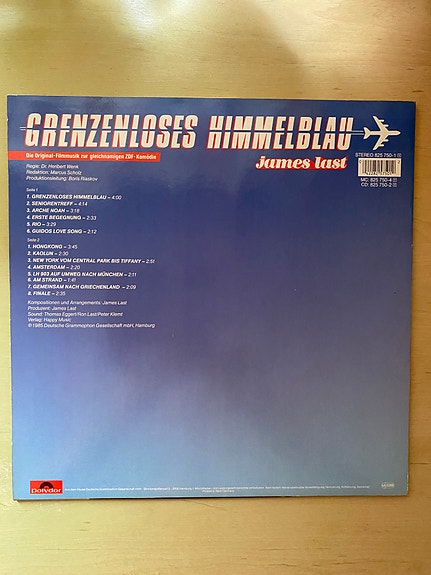 GRENZENLOSES HIMMELBLAU
Die Original-Filmmusik zur gleichnamigen ZDF-Komödie
james last
STEREO 825 750-1
MC: 825 750-4
CD: 825 750-2
Regie: Dr. Heribert Wenk
Redaktion: Marcus Scholz
Produktionsleitung: Boris Raskov
Seite 1
1. GRENZENLOSES HIMMELBLAU – 4:00
2. SENIORENTREFF – 4:14
3. ARCHE NOAH – 3:18
4. ERSTE BEGEGNUNG – 2:33
5. RIO – 3:29
6. GUIDOS LOVE SONG – 2:12
Seite 2
1. HONGKONG – 3:45
2. KAOLUN – 2:30
3. NEW YORK VOM CENTRAL PARK BIS TIFFANY – 2:51
4. AMSTERDAM – 2:20
5. LH 803 AUF UMWEG NACH MÜNCHEN – 2:11
6. AM STRAND – 1:41
7. GEMEINSAM NACH GRIECHENLAND – 2:09
8. FINALE – 2:35
Kompositionen und Arrangements: James Last
Produzent: James Last
Sound: Thomas Eggert/Ron Last/Peter Klemt
Verlag: Happy Music
℗ 1985 Deutsche Grammophon Gesellschaft mbH, Hamburg
Polydor